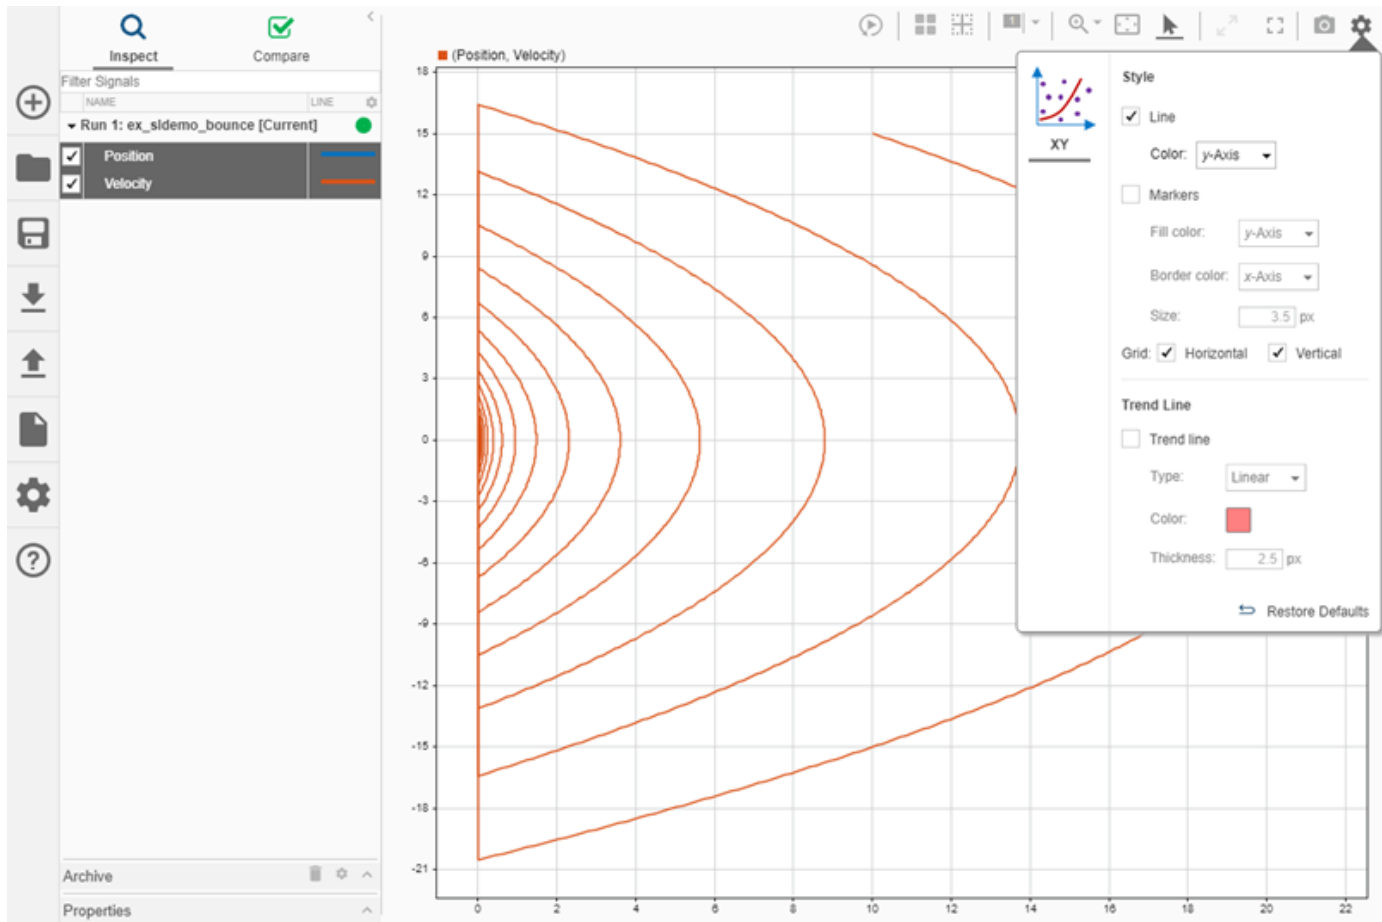 Inspect
Compare
Filter Signals
NAME
LINE
Run 1: ex_sldemo_bounce [Current]
Position
Velocity
Archive
Properties
1
(Position, Velocity)
18
15
12
9
6
3
0
-3
-6
-9
-12
-15
-18
-21
0
2
4
6
8
10
12
14
16
18
20
22
XY
Style
Line
Color: y-Axis
Markers
Fill color: y-Axis
Border color: x-Axis
Size: 3.5 px
Grid: Horizontal Vertical
Trend Line
Trend line
Type: Linear
Color:
Thickness: 2.5 px
Restore Defaults